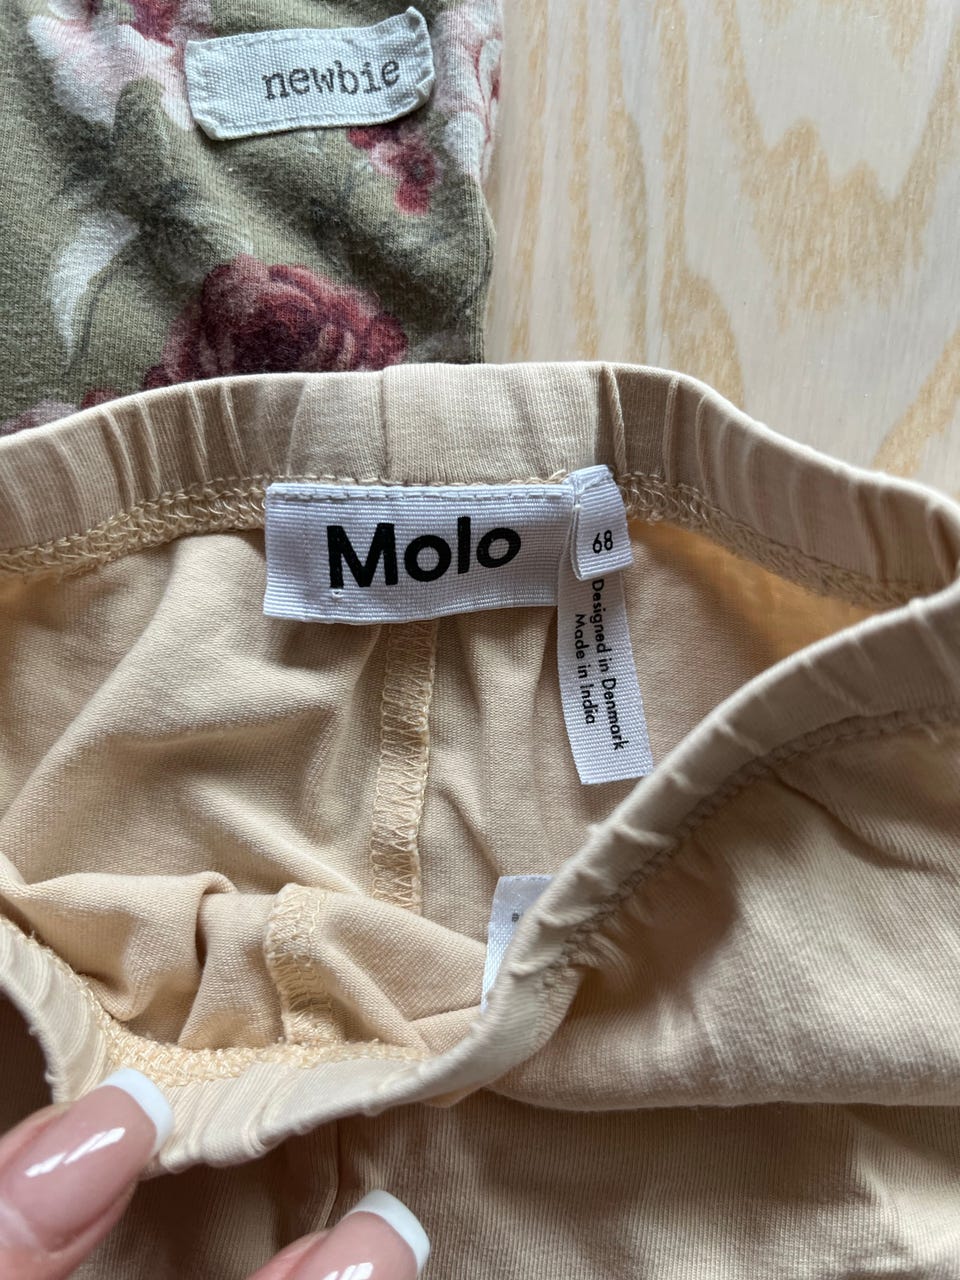 newbie
Molo
68
Designed in Denmark
Made in India